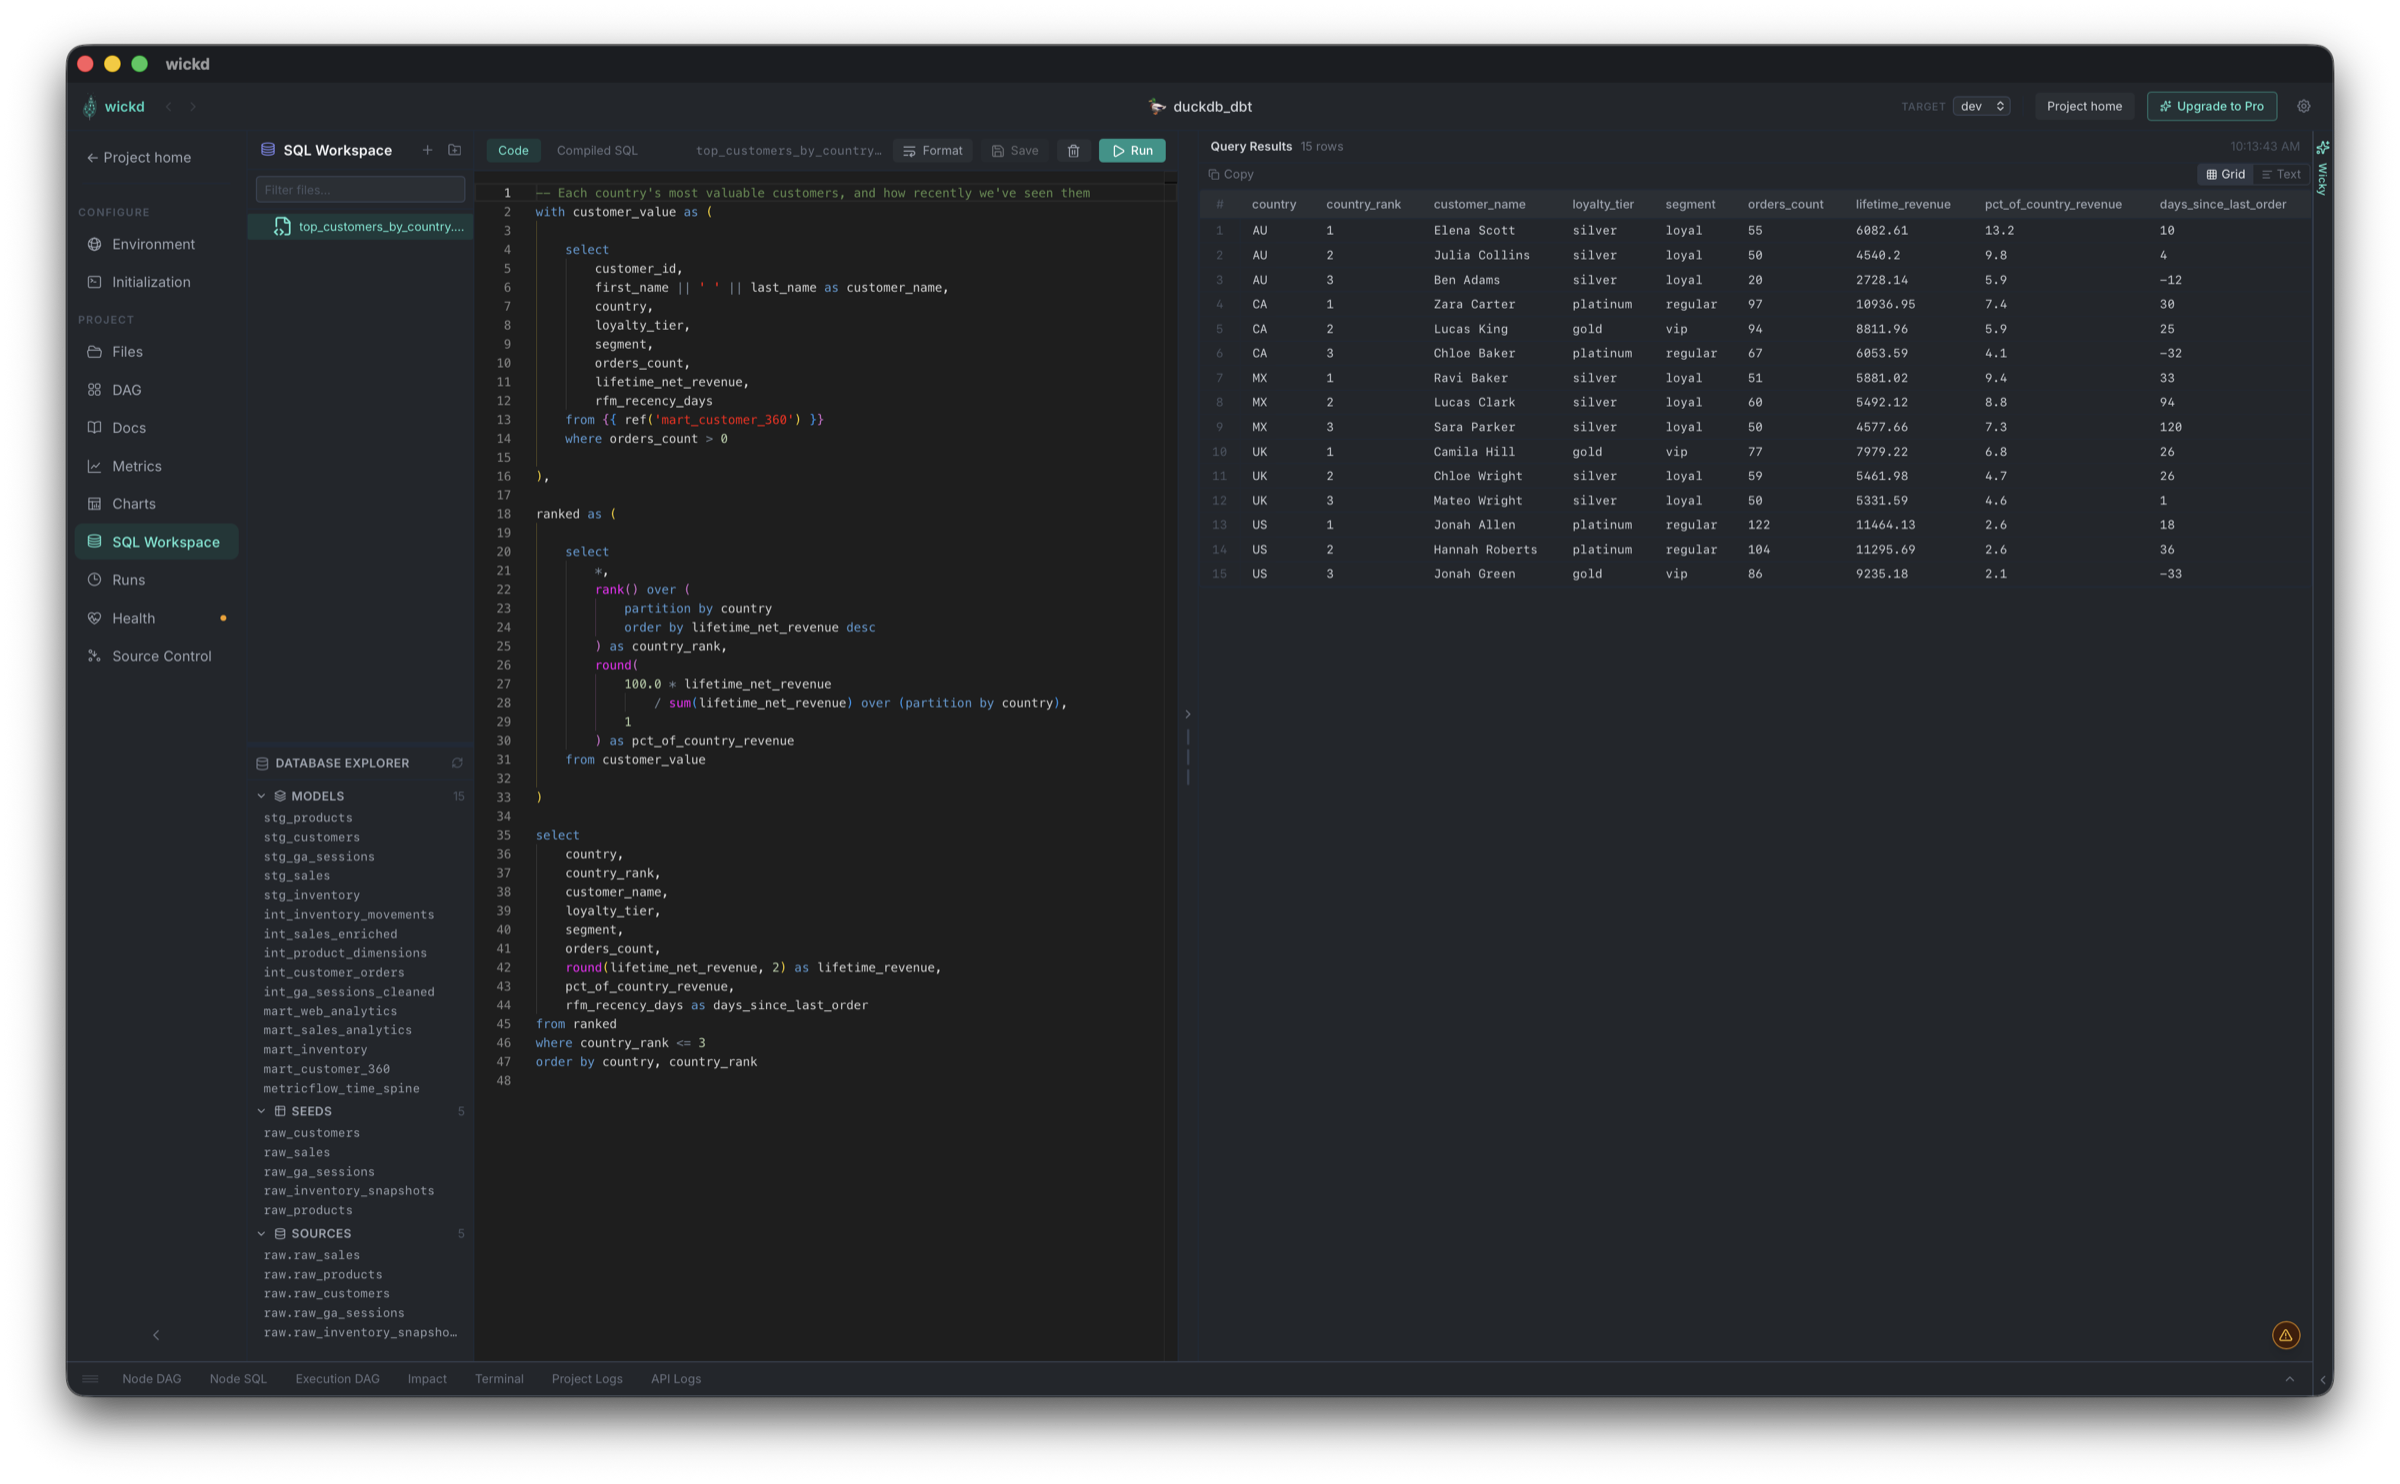 wickd
wickd
duckdb_dbt
TARGET dev
Project home
Upgrade to Pro
Project home
CONFIGURE
Environment
Initialization
PROJECT
Files
DAG
Docs
Metrics
Charts
SQL Workspace
Runs
Health
Source Control
SQL Workspace
Filter files...
top_customers_by_country....
DATABASE EXPLORER
MODELS 15
stg_products
stg_customers
stg_ga_sessions
stg_sales
stg_inventory
int_inventory_movements
int_sales_enriched
int_product_dimensions
int_customer_orders
int_ga_sessions_cleaned
mart_web_analytics
mart_sales_analytics
mart_inventory
mart_customer_360
metricflow_time_spine
SEEDS 5
raw_customers
raw_sales
raw_ga_sessions
raw_inventory_snapshots
raw_products
SOURCES 5
raw.raw_sales
raw.raw_products
raw.raw_customers
raw.raw_ga_sessions
raw.raw_inventory_snapsho...
Code Compiled SQL top_customers_by_country... Format Save Run
1 -- Each country's most valuable customers, and how recently we've seen them
2 with customer_value as (
3
4 select
5 customer_id,
6 first_name || ' ' || last_name as customer_name,
7 country,
8 loyalty_tier,
9 segment,
10 orders_count,
11 lifetime_net_revenue,
12 rfm_recency_days
13 from {{ ref('mart_customer_360') }}
14 where orders_count > 0
15
16 ),
17
18 ranked as (
19
20 select
21 *,
22 rank() over (
23 partition by country
24 order by lifetime_net_revenue desc
25 ) as country_rank,
26 round(
27 100.0 * lifetime_net_revenue
28 / sum(lifetime_net_revenue) over (partition by country),
29 1
30 ) as pct_of_country_revenue
31 from customer_value
32
33 )
34
35 select
36 country,
37 country_rank,
38 customer_name,
39 loyalty_tier,
40 segment,
41 orders_count,
42 round(lifetime_net_revenue, 2) as lifetime_revenue,
43 pct_of_country_revenue,
44 rfm_recency_days as days_since_last_order
45 from ranked
46 where country_rank <= 3
47 order by country, country_rank
48
Query Results 15 rows 10:13:43 AM
Copy Grid Text
# country country_rank customer_name loyalty_tier segment orders_count lifetime_revenue pct_of_country_revenue days_since_last_order
1 AU 1 Elena Scott silver loyal 55 6082.61 13.2 10
2 AU 2 Julia Collins silver loyal 50 4540.2 9.8 4
3 AU 3 Ben Adams silver loyal 20 2728.14 5.9 -12
4 CA 1 Zara Carter platinum regular 97 10936.95 7.4 30
5 CA 2 Lucas King gold vip 94 8811.96 5.9 25
6 CA 3 Chloe Baker platinum regular 67 6053.59 4.1 -32
7 MX 1 Ravi Baker silver loyal 51 5881.02 9.4 33
8 MX 2 Lucas Clark silver loyal 60 5492.12 8.8 94
9 MX 3 Sara Parker silver loyal 50 4577.66 7.3 120
10 UK 1 Camila Hill gold vip 77 7979.22 6.8 26
11 UK 2 Chloe Wright silver loyal 59 5461.98 4.7 26
12 UK 3 Mateo Wright silver loyal 50 5331.59 4.6 1
13 US 1 Jonah Allen platinum regular 122 11464.13 2.6 18
14 US 2 Hannah Roberts platinum regular 104 11295.69 2.6 36
15 US 3 Jonah Green gold vip 86 9235.18 2.1 -33
Wicky
Node DAG Node SQL Execution DAG Impact Terminal Project Logs API Logs